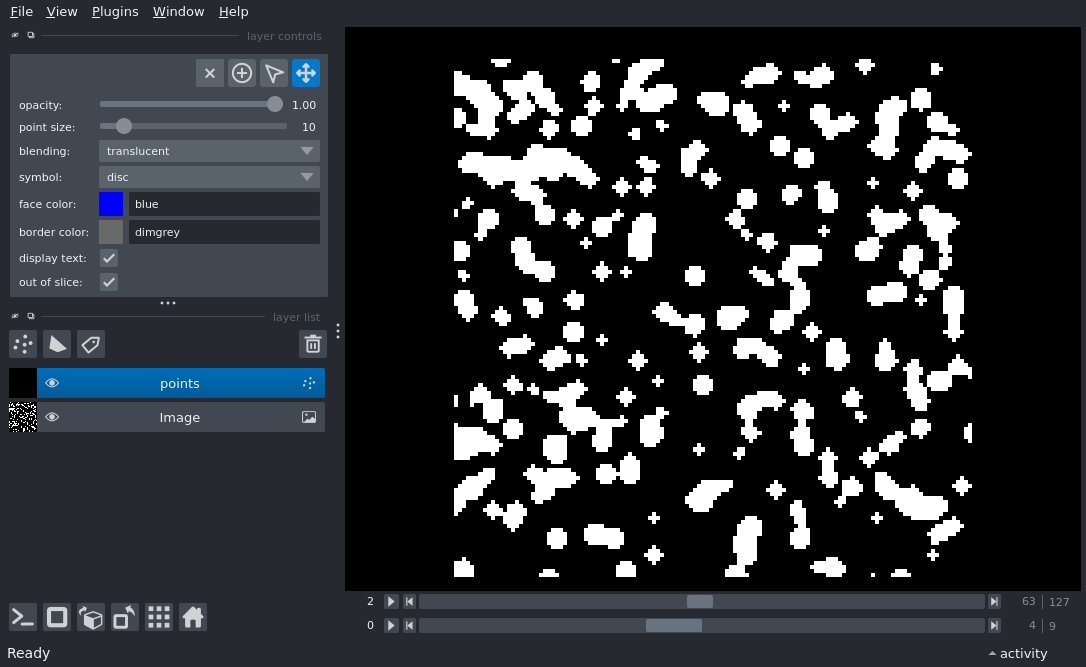 File View Plugins Window Help
layer controls
opacity: 1.00
point size: 10
blending: translucent
symbol: disc
face color: blue
border color: dimgrey
display text:
out of slice:
layer list
points
Image
2 63 127
0 4 9
Ready activity